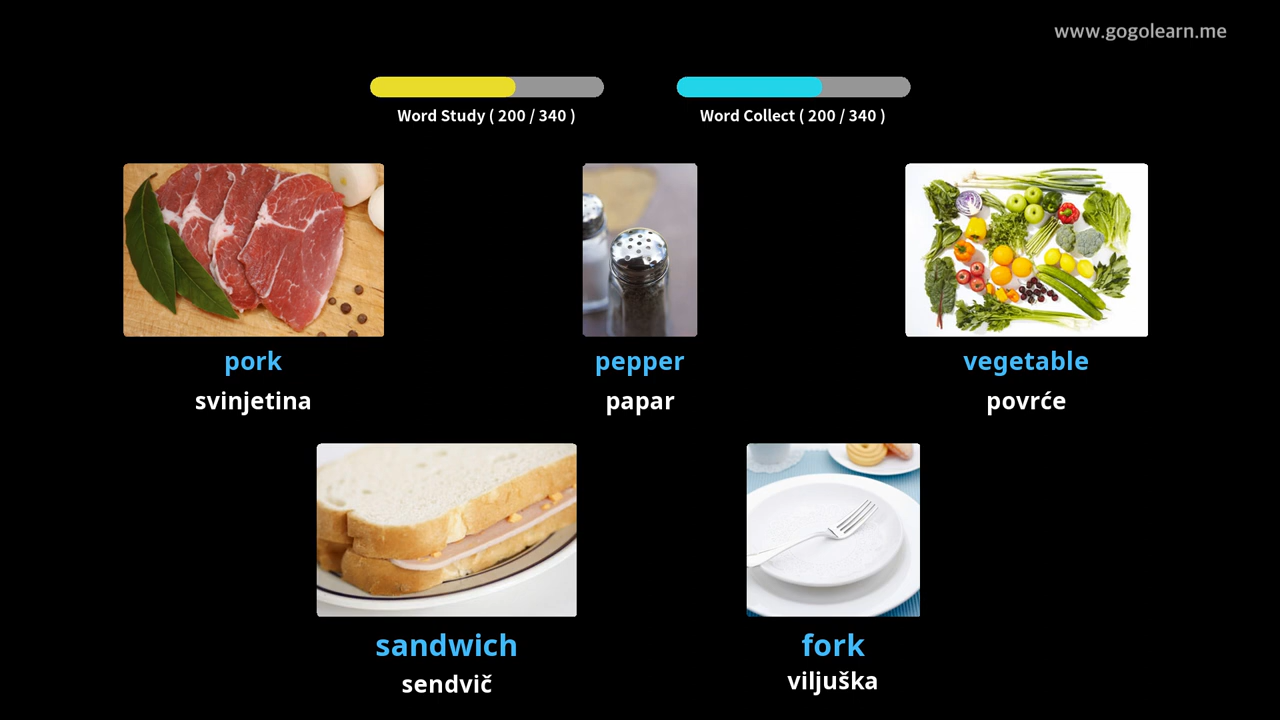 www.gogolearn.me
Word Study ( 200 / 340 )
Word Collect ( 200 / 340 )
pork
svinjetina
pepper
papar
vegetable
povrće
sandwich
sendvič
fork
viljuška